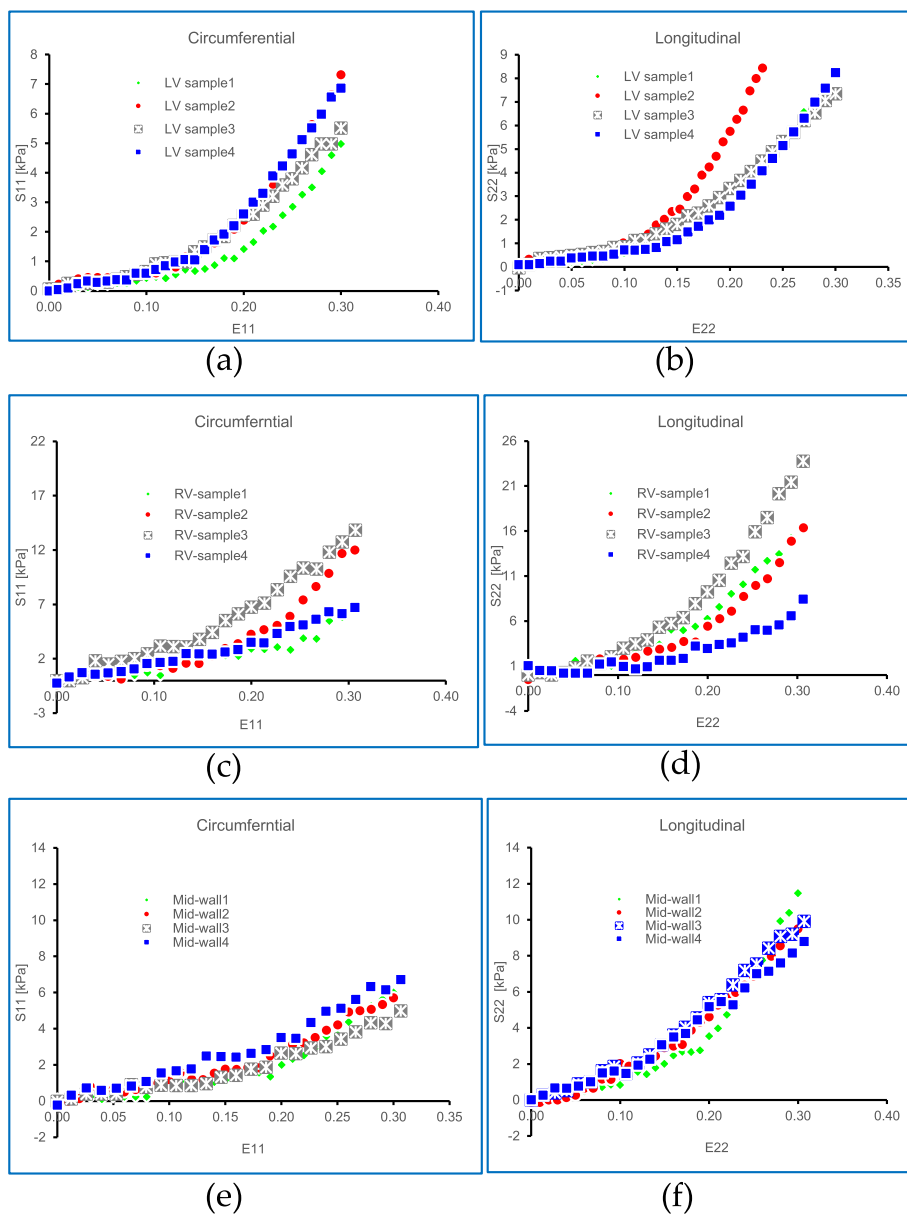 Circumferential
8
7
6
5
4
3
2
1
0
S11 [kPa]
LV sample1
LV sample2
LV sample3
LV sample4
0.00
0.10
0.20
0.30
0.40
E11
(a)
Longitudinal
9
8
7
6
5
4
3
2
1
0
-1
S22 [kPa]
LV sample1
LV sample2
LV sample3
LV sample4
0.00
0.05
0.10
0.15
0.20
0.25
0.30
0.35
E22
(b)
Circumferntial
22
17
12
7
2
-3
S11 [kPa]
RV-sample1
RV-sample2
RV-sample3
RV-sample4
0.00
0.10
0.20
0.30
0.40
E11
(c)
Longitudinal
26
21
16
11
6
1
-4
S22 [kPa]
RV-sample1
RV-sample2
RV-sample3
RV-sample4
0.00
0.10
0.20
0.30
0.40
E22
(d)
Circumferntial
14
12
10
8
6
4
2
0
-2
S11 [kPa]
Mid-wall1
Mid-wall2
Mid-wall3
Mid-wall4
0.00
0.05
0.10
0.15
0.20
0.25
0.30
0.35
E11
(e)
Longitudinal
14
12
10
8
6
4
2
0
-2
S22 [kPa]
Mid-wall1
Mid-wall2
Mid-wall3
Mid-wall4
0.00
0.10
0.20
0.30
0.40
E22
(f)